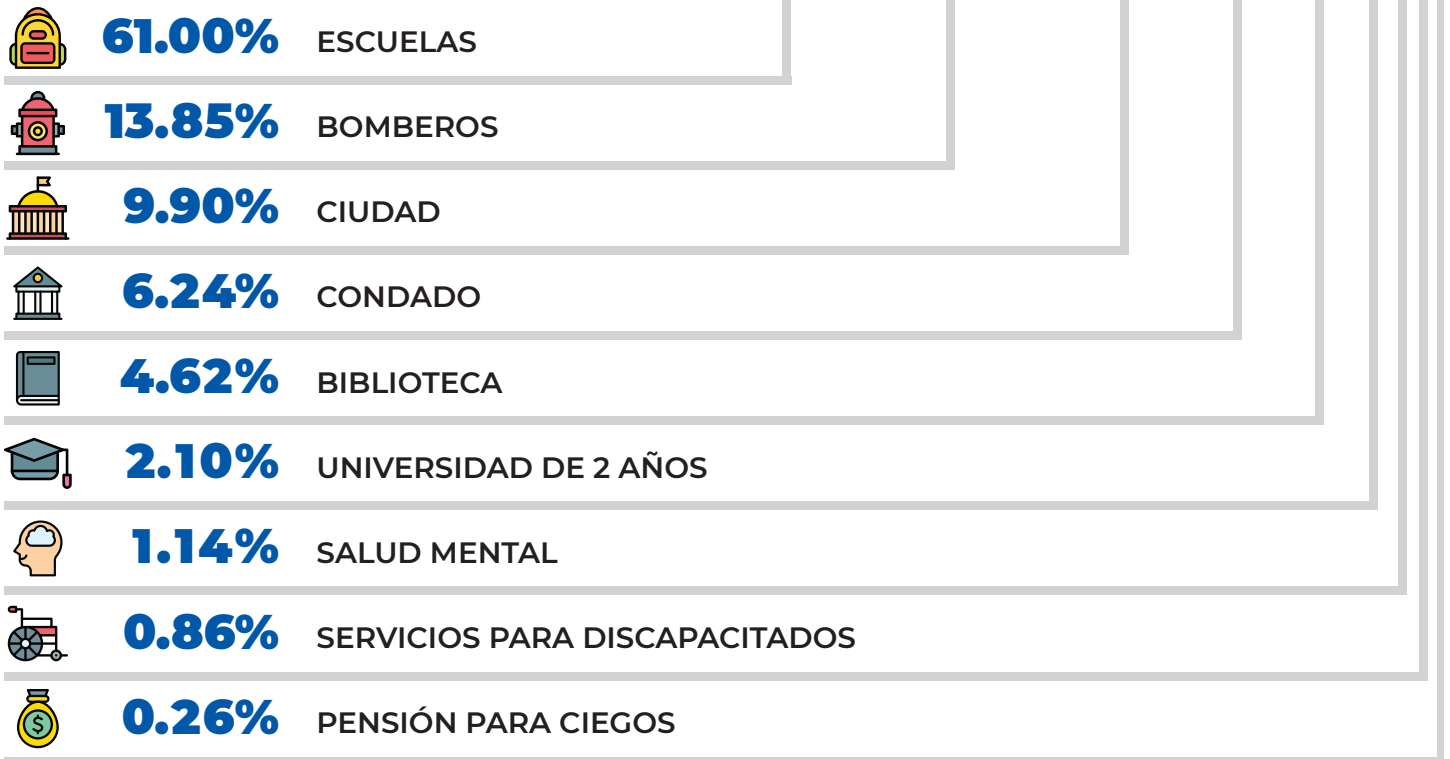 61.00% ESCUELAS
13.85% BOMBEROS
9.90% CIUDAD
6.24% CONDADO
4.62% BIBLIOTECA
2.10% UNIVERSIDAD DE 2 AÑOS
1.14% SALUD MENTAL
0.86% SERVICIOS PARA DISCAPACITADOS
$ 0.26% PENSIÓN PARA CIEGOS